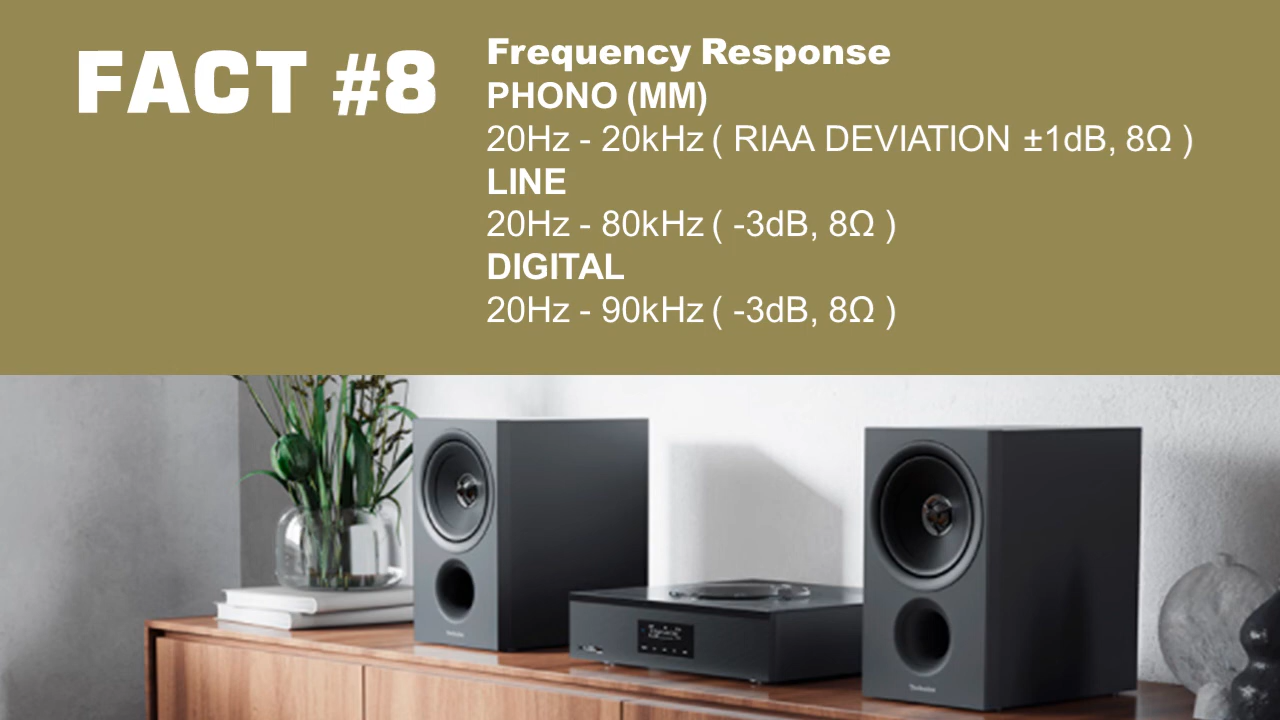 FACT #8
Frequency Response
PHONO (MM)
20Hz - 20kHz ( RIAA DEVIATION ±1dB, 8Ω )
LINE
20Hz - 80kHz ( -3dB, 8Ω )
DIGITAL
20Hz - 90kHz ( -3dB, 8Ω )
Technics